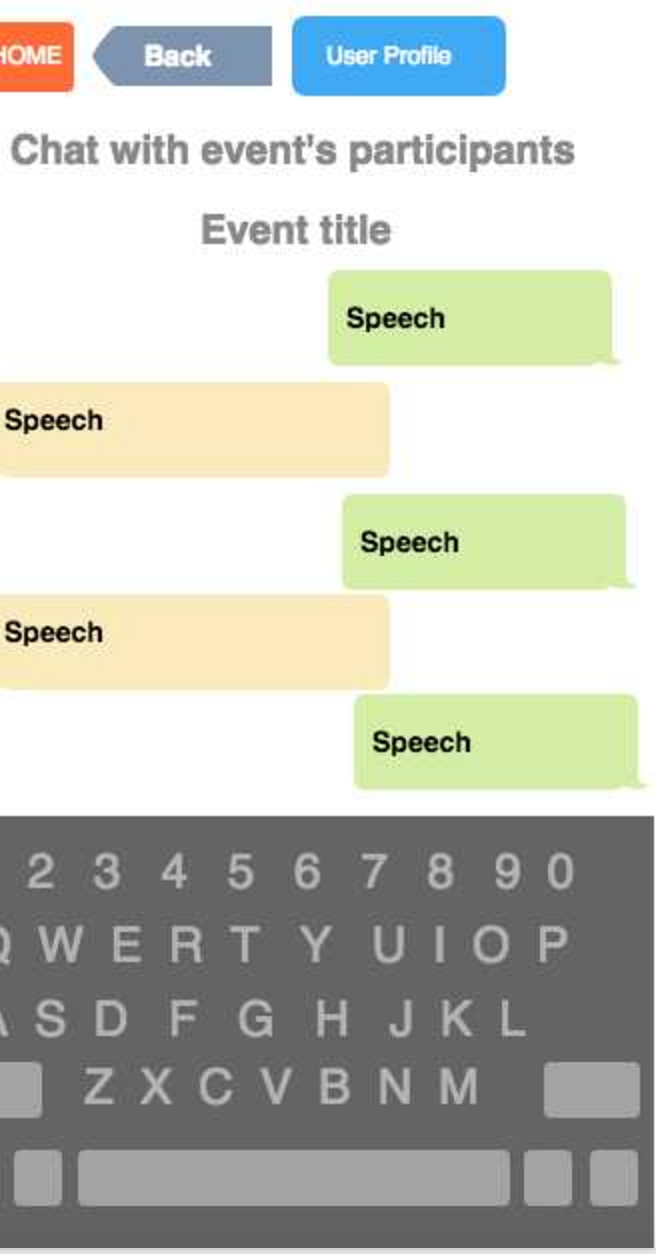 HOME Back User Profile
Chat with event's participants
Event title
Speech
Speech
Speech
Speech
Speech
2 3 4 5 6 7 8 9 0
Q W E R T Y U I O P
A S D F G H J K L
Z X C V B N M